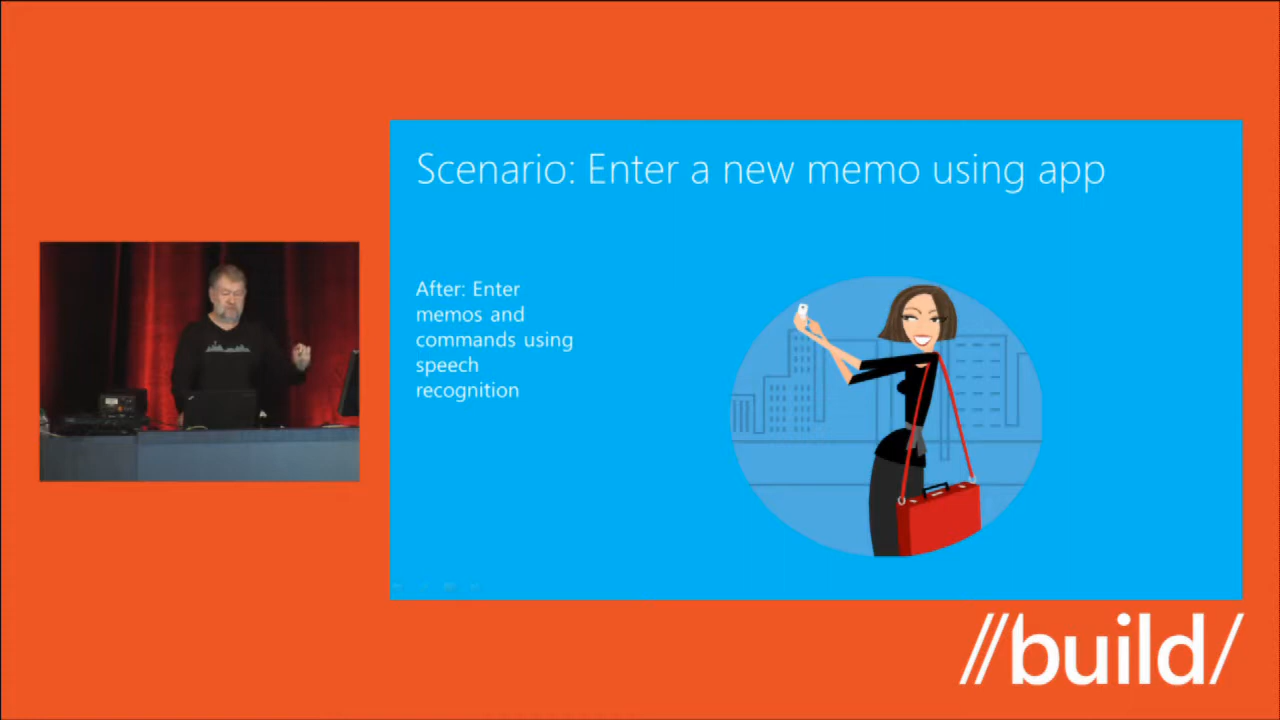 Scenario: Enter a new memo using app
After: Enter
memos and
commands using
speech
recognition
//build/